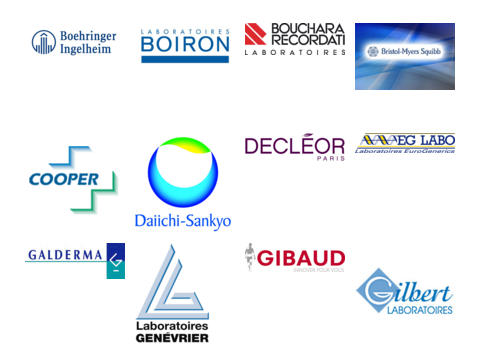 Boehringer
Ingelheim
LABORATOIRES
BOIRON
BOUCHARA
RECORDATI
LABORATOIRES
Bristol-Myers Squibb
COOPER
Daiichi-Sankyo
DECLÉOR
PARIS
EG LABO
Laboratoires EuroGenerics
GALDERMA
Laboratoires
GENÉVRIER
GIBAUD
INNOVER POUR VOUS
Gilbert
LABORATOIRES